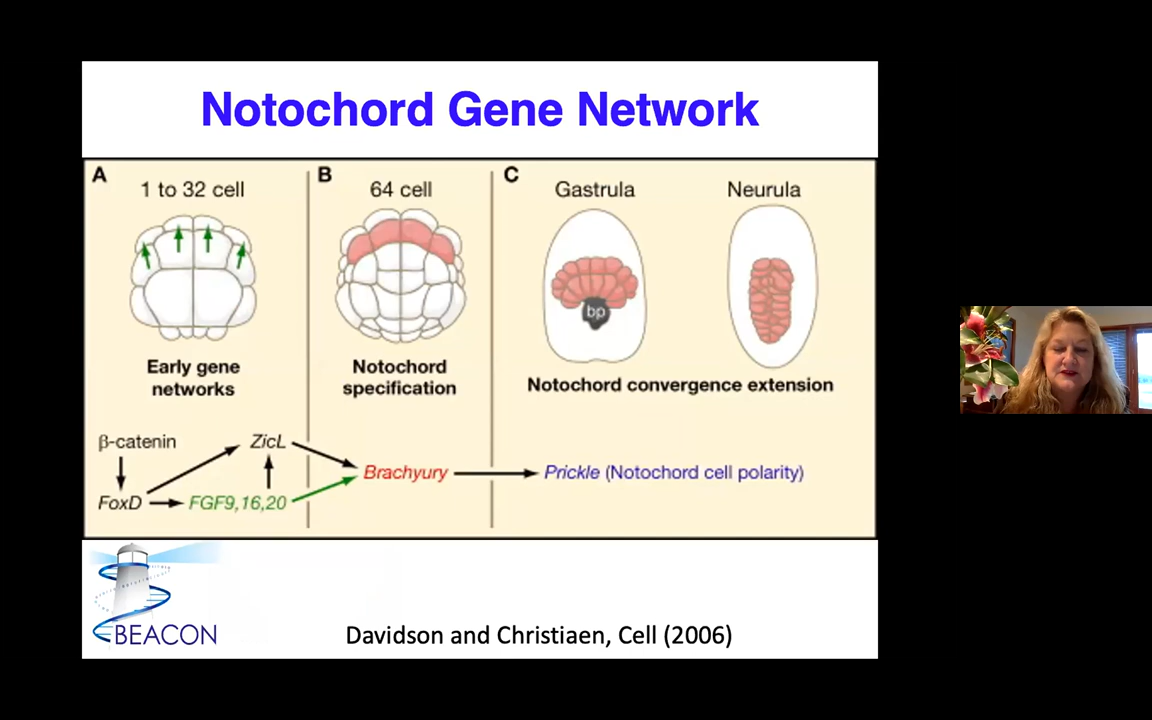 Notochord Gene Network
A
1 to 32 cell
Early gene
networks
B
64 cell
Notochord
specification
C
Gastrula
Neurula
bp
Notochord convergence extension
β-catenin
ZicL
FoxD
FGF9,16,20
Brachyury
Prickle (Notochord cell polarity)
BEACON
Davidson and Christiaen, Cell (2006)